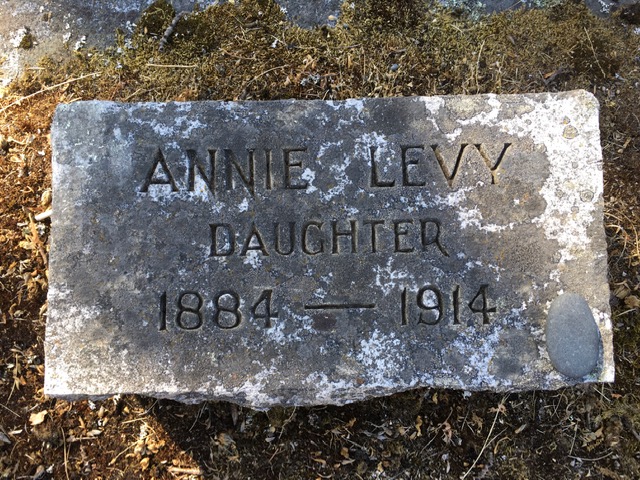 ANNIE LEVY
DAUGHTER
1884 — 1914